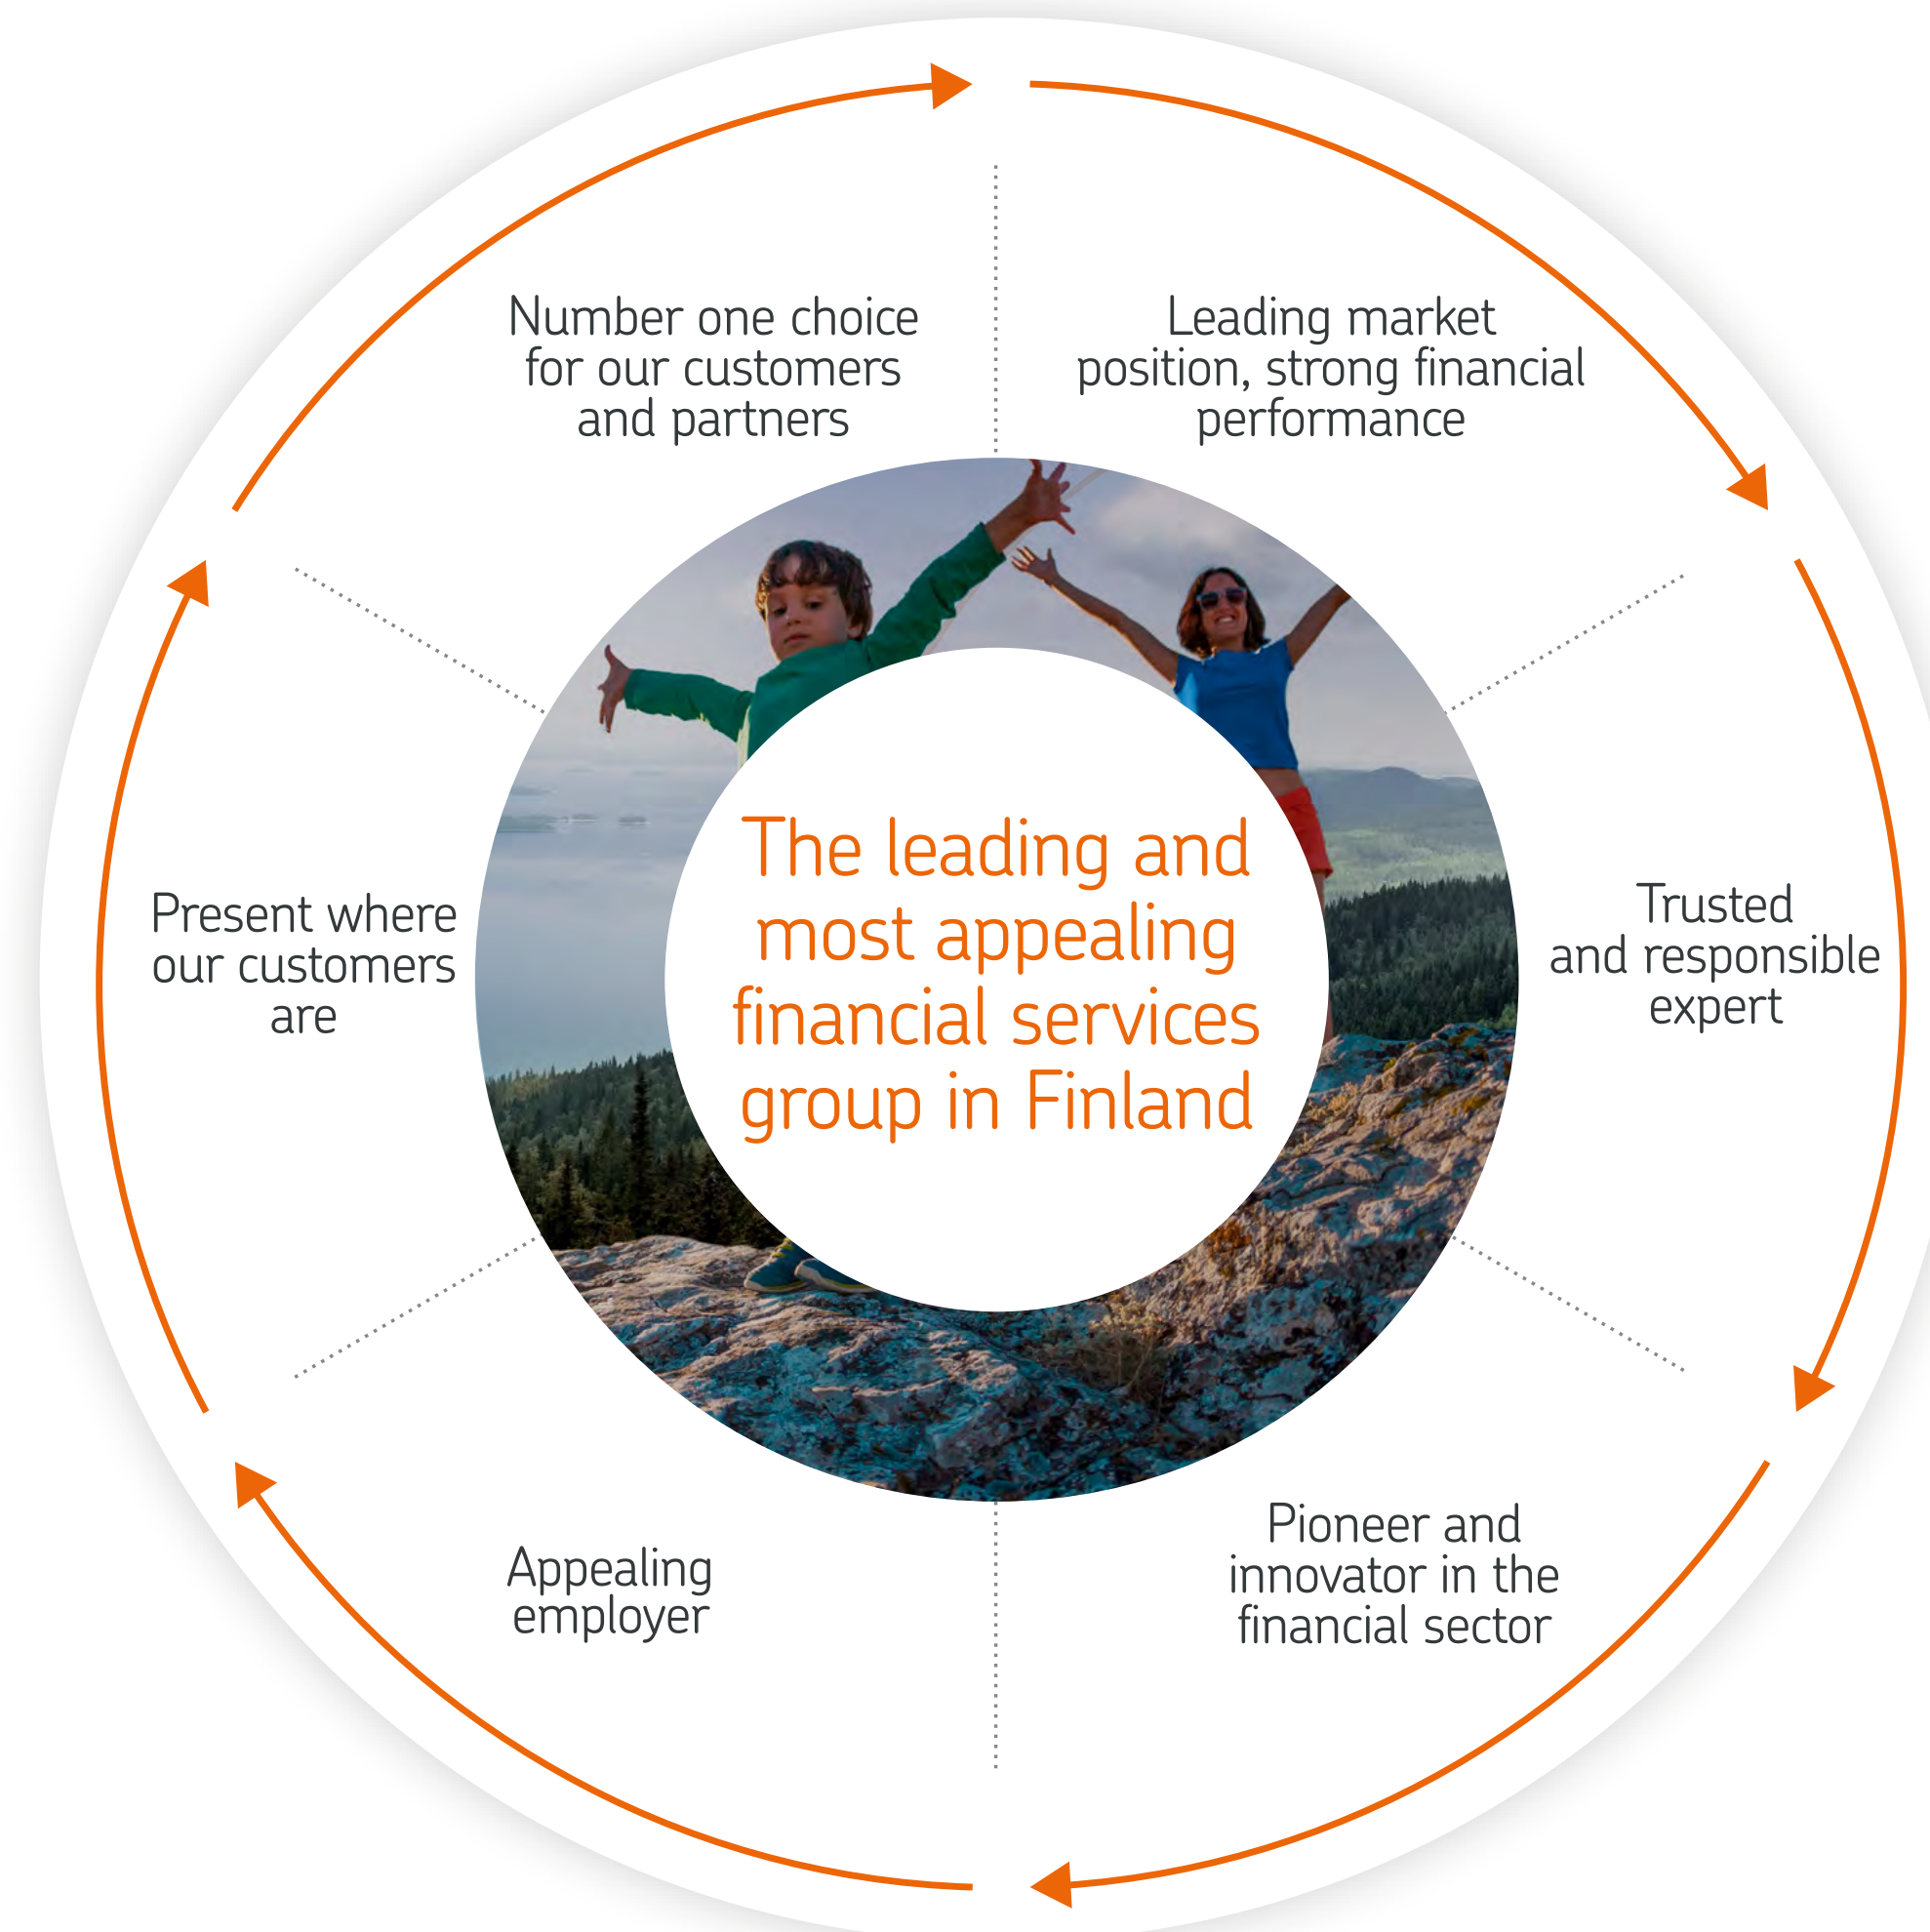 Number one choice
for our customers
and partners
Leading market
position, strong financial
performance
Present where
our customers
are
The leading and
most appealing
financial services
group in Finland
Trusted
and responsible
expert
Appealing
employer
Pioneer and
innovator in the
financial sector